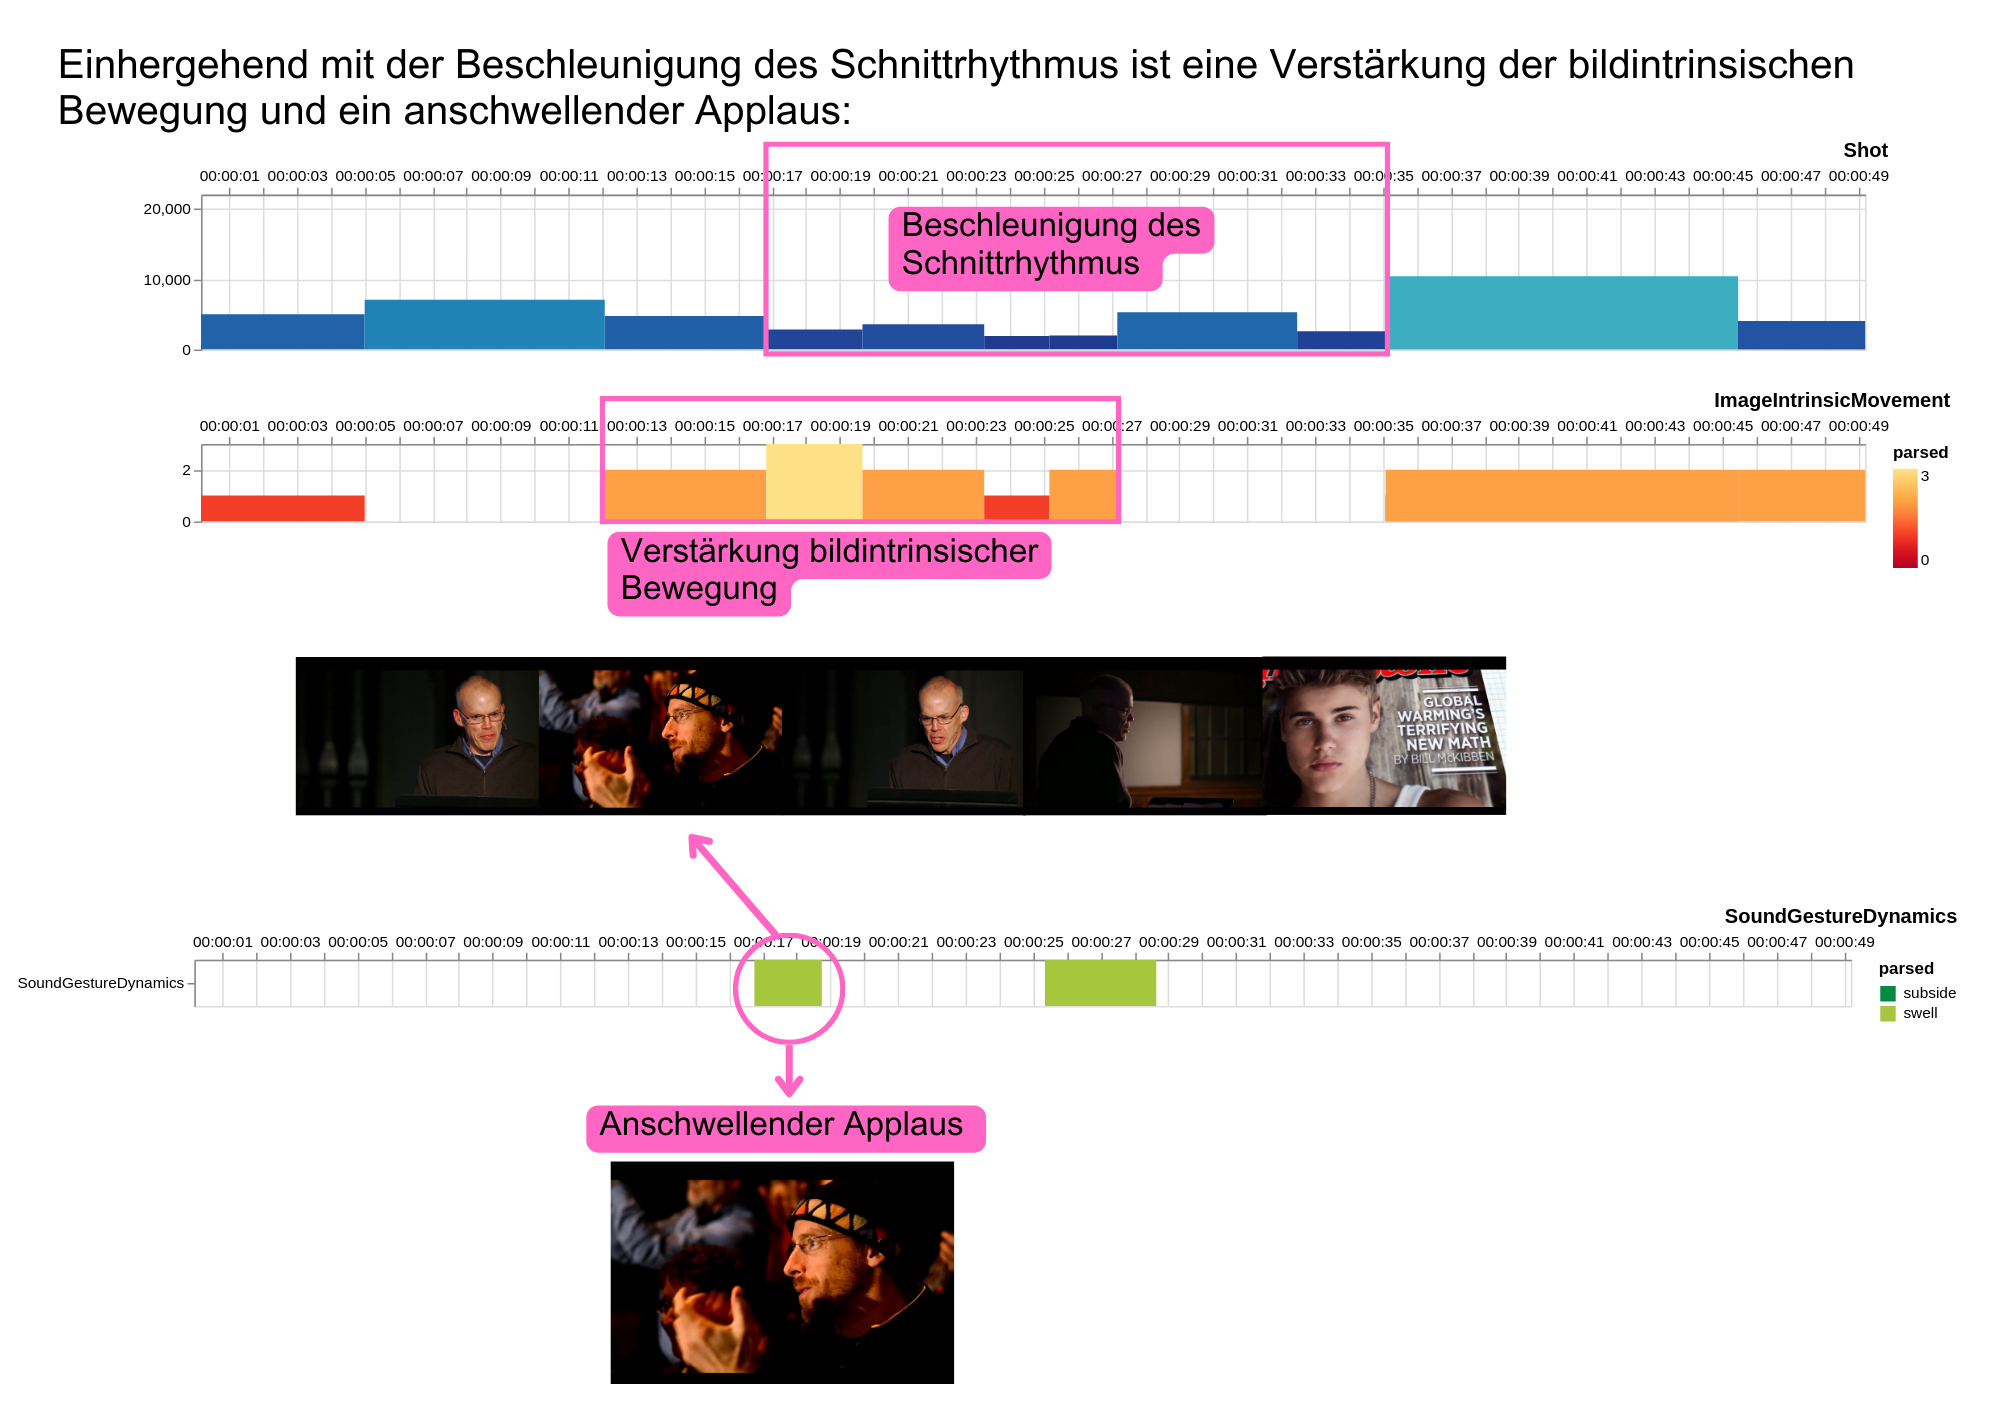 Einhergehend mit der Beschleunigung des Schnittrhythmus ist eine Verstärkung der bildintrinsischen
Bewegung und ein anschwellender Applaus:
Shot
00:00:01 00:00:03 00:00:05 00:00:07 00:00:09 00:00:11 00:00:13 00:00:15 00:00:17 00:00:19 00:00:21 00:00:23 00:00:25 00:00:27 00:00:29 00:00:31 00:00:33 00:00:35 00:00:37 00:00:39 00:00:41 00:00:43 00:00:45 00:00:47 00:00:49
20,000
10,000
0
Beschleunigung des
Schnittrhythmus
ImageIntrinsicMovement
00:00:01 00:00:03 00:00:05 00:00:07 00:00:09 00:00:11 00:00:13 00:00:15 00:00:17 00:00:19 00:00:21 00:00:23 00:00:25 00:00:27 00:00:29 00:00:31 00:00:33 00:00:35 00:00:37 00:00:39 00:00:41 00:00:43 00:00:45 00:00:47 00:00:49
2
0
parsed
3
0
Verstärkung bildintrinsischer
Bewegung
GLOBAL
WARMING'S
TERRIFYING
NEW MATH
BY BILL McKIBBEN
SoundGestureDynamics
00:00:01 00:00:03 00:00:05 00:00:07 00:00:09 00:00:11 00:00:13 00:00:15 00:00:17 00:00:19 00:00:21 00:00:23 00:00:25 00:00:27 00:00:29 00:00:31 00:00:33 00:00:35 00:00:37 00:00:39 00:00:41 00:00:43 00:00:45 00:00:47 00:00:49
SoundGestureDynamics
parsed
subside
swell
Anschwellender Applaus